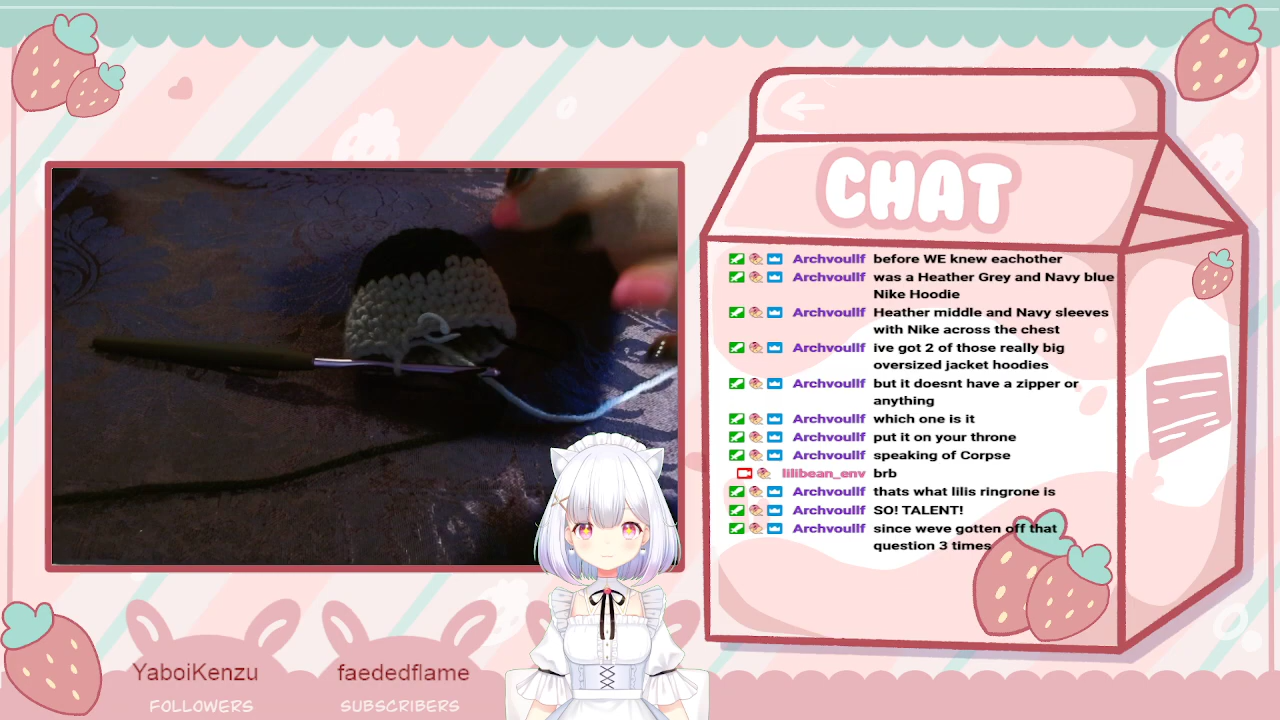 CHAT
Archvoullf before WE knew eachother
Archvoullf was a Heather Grey and Navy blue
Nike Hoodie
Archvoullf Heather middle and Navy sleeves
with Nike across the chest
Archvoullf ive got 2 of those really big
oversized jacket hoodies
Archvoullf but it doesnt have a zipper or
anything
Archvoullf which one is it
Archvoullf put it on your throne
Archvoullf speaking of Corpse
lilibean_env brb
Archvoullf thats what lilis ringrone is
Archvoullf SO! TALENT!
Archvoullf since weve gotten off that
question 3 times
YaboiKenzu
FOLLOWERS
faededflame
SUBSCRIBERS